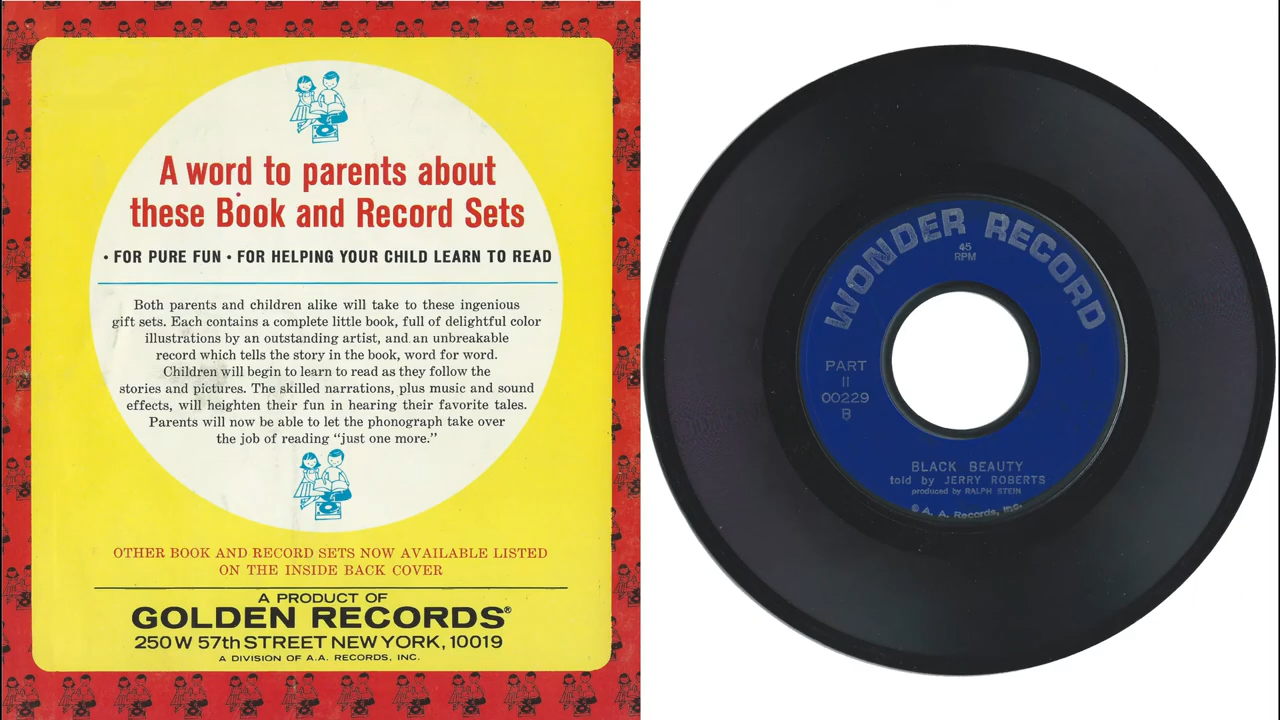 A word to parents about
these Book and Record Sets
• FOR PURE FUN • FOR HELPING YOUR CHILD LEARN TO READ
Both parents and children alike will take to these ingenious
gift sets. Each contains a complete little book, full of delightful color
illustrations by an outstanding artist, and an unbreakable
record which tells the story in the book, word for word.
Children will begin to learn to read as they follow the
stories and pictures. The skilled narrations, plus music and sound
effects, will heighten their fun in hearing their favorite tales.
Parents will now be able to let the phonograph take over
the job of reading “just one more.”
OTHER BOOK AND RECORD SETS NOW AVAILABLE LISTED
ON THE INSIDE BACK COVER
A PRODUCT OF
GOLDEN RECORDS®
250 W 57th STREET NEW YORK, 10019
A DIVISION OF A.A. RECORDS, INC.
WONDER RECORD
45
RPM
PART
II
00229
B
BLACK BEAUTY
told by JERRY ROBERTS
produced by RALPH STEIN
© A. A. Records, Inc.